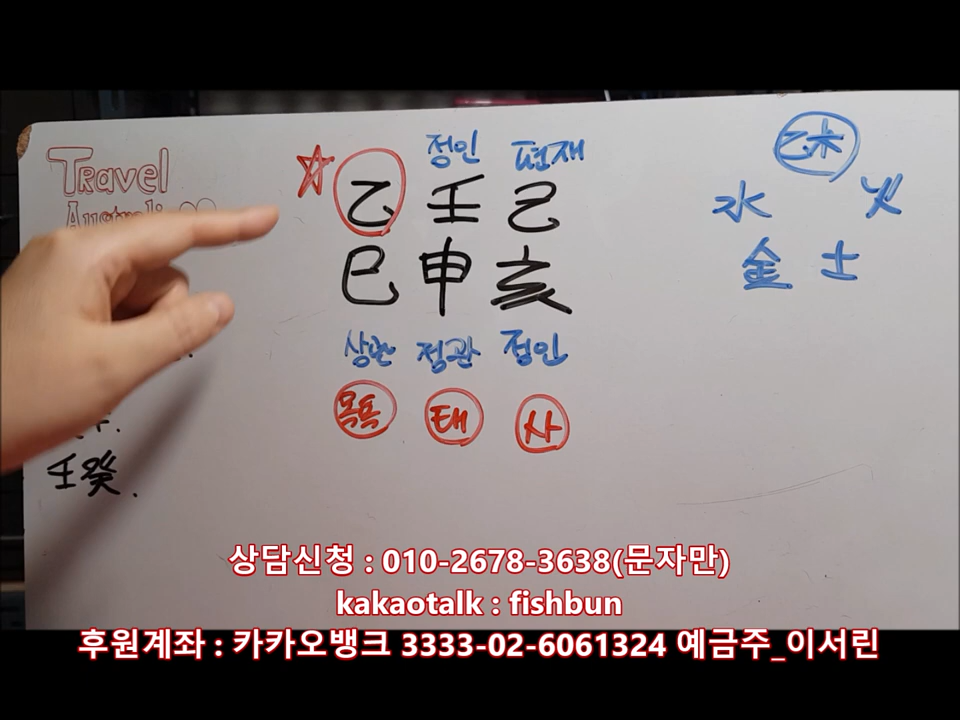 Travel
정인 편재
乙 壬 己
巳 申 亥
상관 정관 정인
목욕 태 사
乙木
水 火
金 土
壬癸.
상담신청 : 010-2678-3638(문자만)
kakaotalk : fishbun
후원계좌 : 카카오뱅크 3333-02-6061324 예금주_이서린